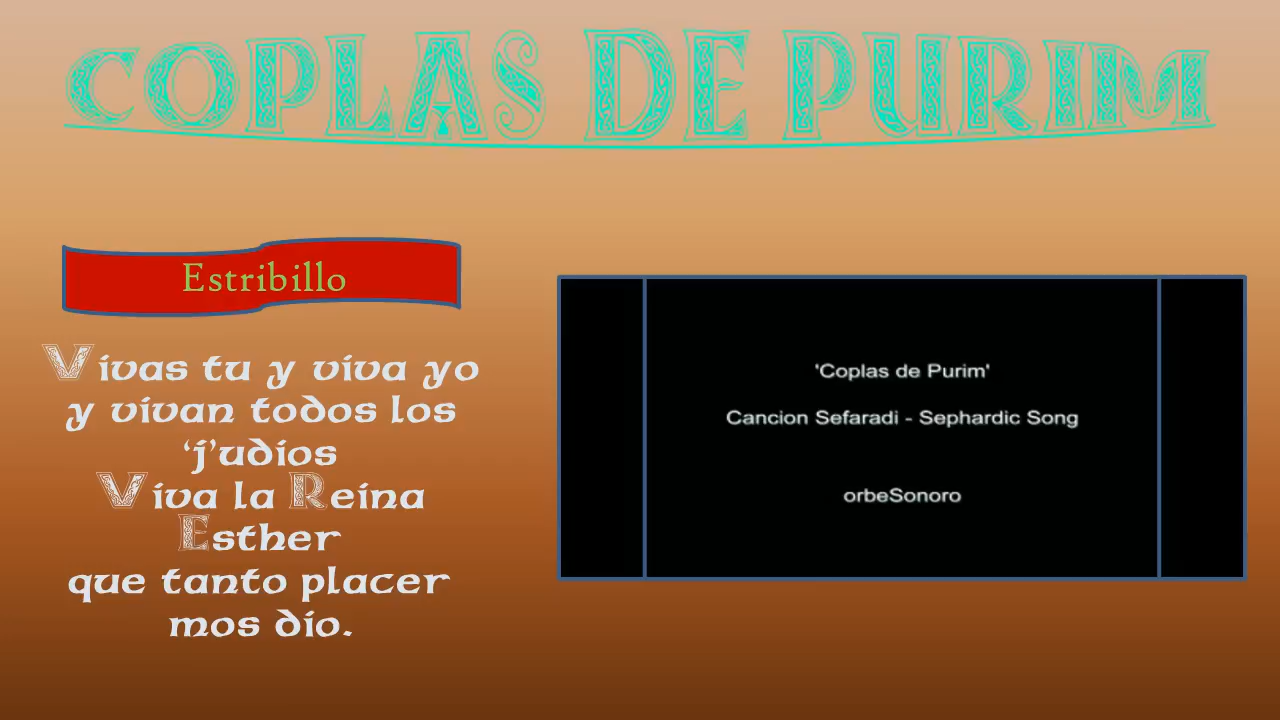 COPLAS DE PURIM
Estribillo
Vivas tu y viva yo
y vivan todos los
‘j’udios
Viva la Reina
Esther
que tanto placer
mos dio.
'Coplas de Purim'
Cancion Sefaradi - Sephardic Song
orbeSonoro